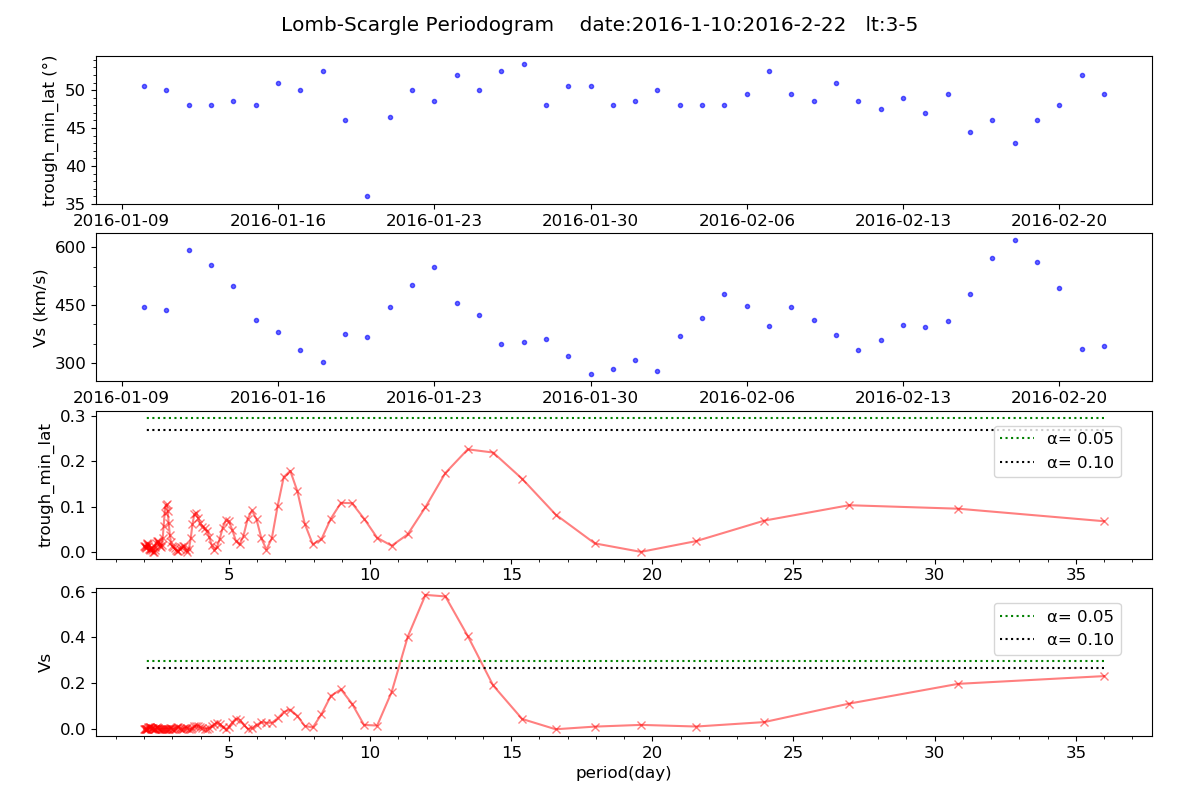 Lomb-Scargle Periodogram    date:2016-1-10:2016-2-22   lt:3-5
trough_min_lat (°)
50
45
40
35
2016-01-09 2016-01-16 2016-01-23 2016-01-30 2016-02-06 2016-02-13 2016-02-20
Vs (km/s)
600
450
300
2016-01-09 2016-01-16 2016-01-23 2016-01-30 2016-02-06 2016-02-13 2016-02-20
trough_min_lat
0.3
0.2
0.1
0.0
α= 0.05
α= 0.10
5 10 15 20 25 30 35
Vs
0.6
0.4
0.2
0.0
α= 0.05
α= 0.10
5 10 15 20 25 30 35
period(day)